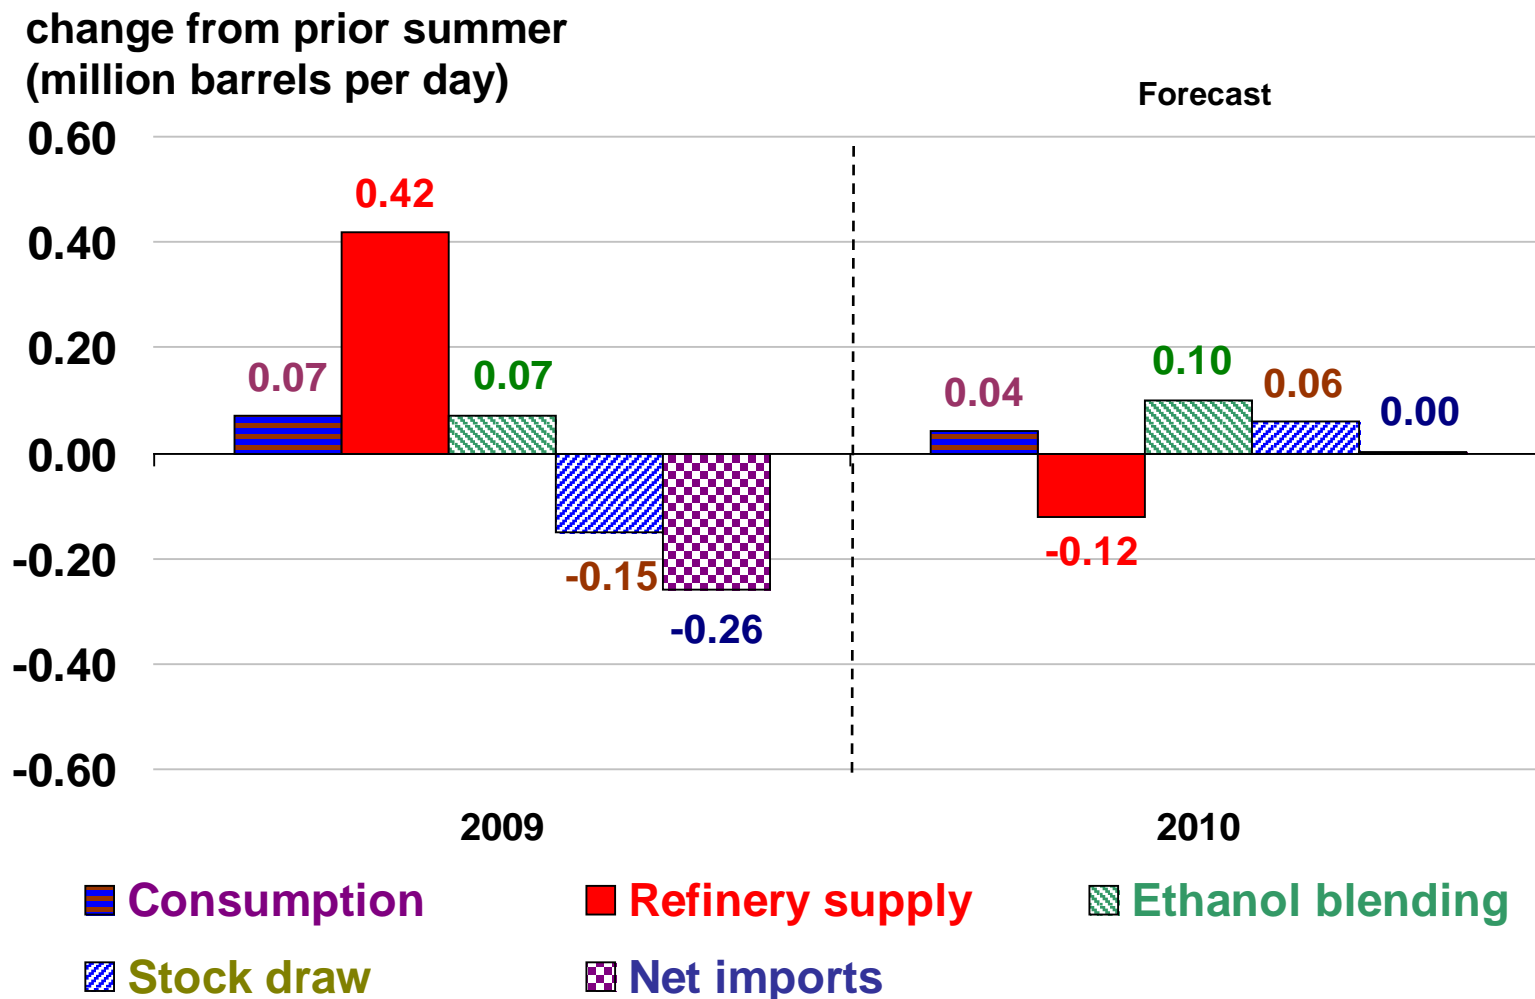 change from prior summer
(million barrels per day)
Forecast
0.60
0.42
0.40
0.20
0.07
0.07
0.04
0.10
0.06
0.00
0.00
-0.20
-0.15
-0.12
-0.26
-0.40
-0.60
2009
2010
Consumption
Refinery supply
Ethanol blending
Stock draw
Net imports